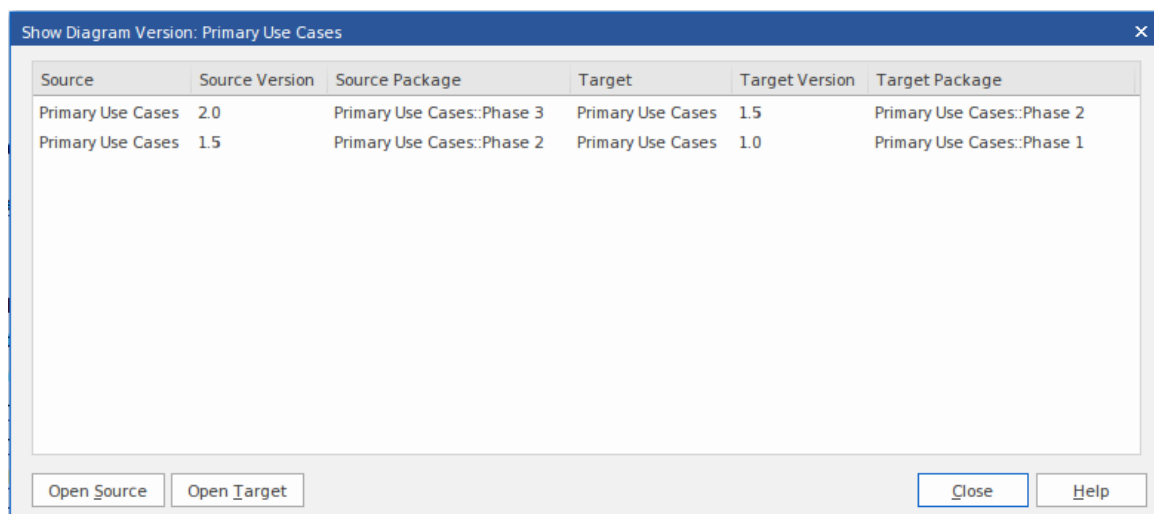 Show Diagram Version: Primary Use Cases
Source Source Version Source Package Target Target Version Target Package
Primary Use Cases 2.0 Primary Use Cases::Phase 3 Primary Use Cases 1.5 Primary Use Cases::Phase 2
Primary Use Cases 1.5 Primary Use Cases::Phase 2 Primary Use Cases 1.0 Primary Use Cases::Phase 1
Open Source Open Target Close Help